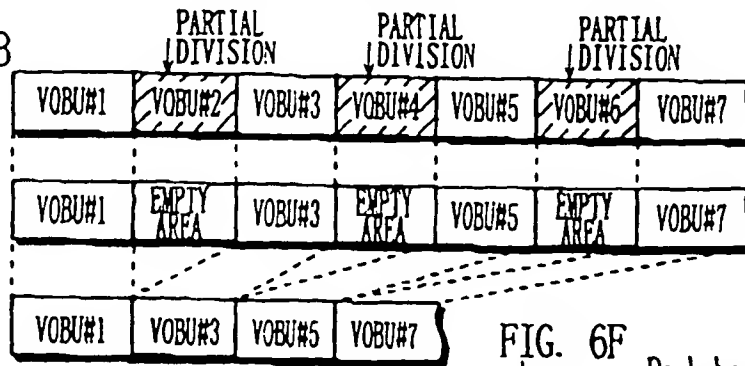 PARTIAL DIVISION PARTIAL DIVISION PARTIAL DIVISION
B
VOBU#1 VOBU#2 VOBU#3 VOBU#4 VOBU#5 VOBU#6 VOBU#7
VOBU#1 EMPTY AREA VOBU#3 EMPTY AREA VOBU#5 EMPTY AREA VOBU#7
VOBU#1 VOBU#3 VOBU#5 VOBU#7
FIG. 6F